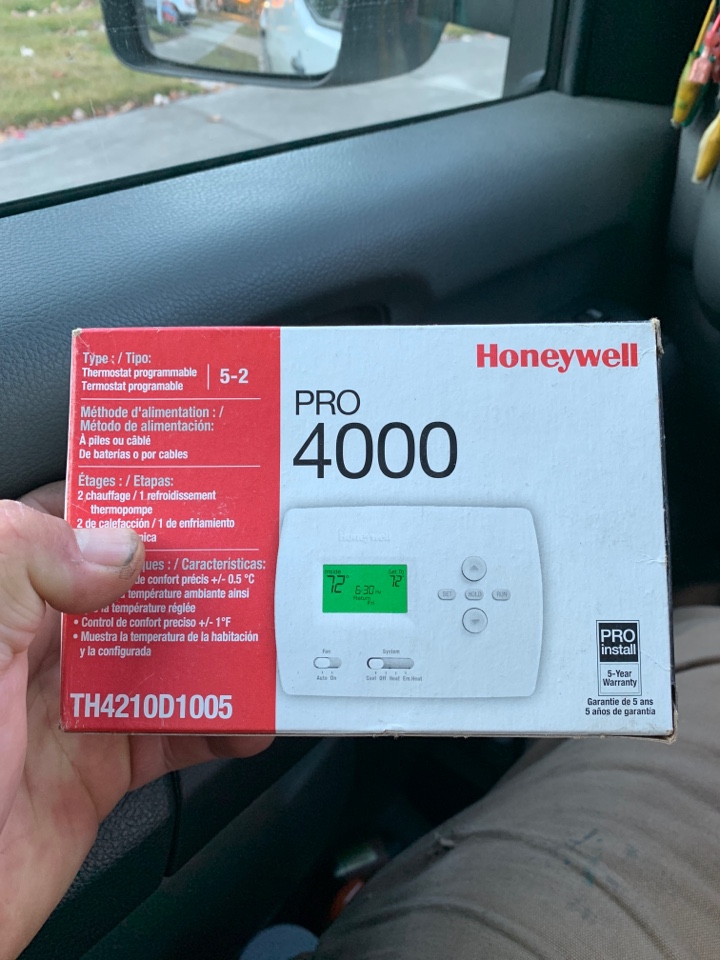 Type : / Tipo:
Thermostat programmable
Termostat programable
5-2
Méthode d'alimentation : /
Método de alimentación:
À piles ou câblé
De baterías o por cables
Étages : / Etapas:
2 chauffage / 1 refroidissement
thermopompe
2 de calefacción / 1 de enfriamiento
/ Características:
de confort précis +/- 0.5 °C
température ambiante ainsi
la température réglée
• Control de confort preciso +/- 1°F
• Muestra la temperatura de la habitación
y la configurada
TH4210D1005
Honeywell
PRO
4000
Honeywell
72°
6:30 PM
72°
SET
HOLD
RUN
Fan
Auto On
System
Cool Off Heat Em.Heat
PRO
install
5-Year
Warranty
Garantie de 5 ans
5 años de garantía